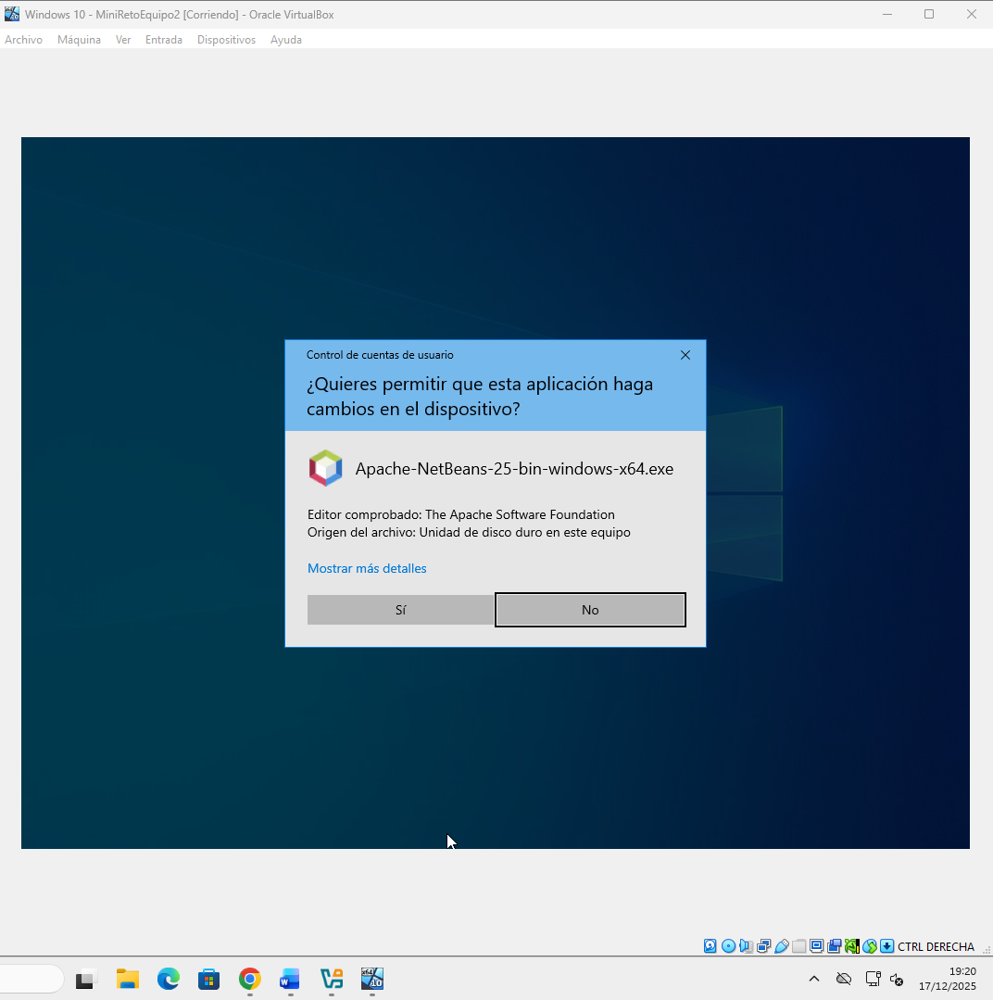 Windows 10 - MiniRetoEquipo2 [Corriendo] - Oracle VirtualBox
Archivo Máquina Ver Entrada Dispositivos Ayuda
Control de cuentas de usuario
¿Quieres permitir que esta aplicación haga
cambios en el dispositivo?
Apache-NetBeans-25-bin-windows-x64.exe
Editor comprobado: The Apache Software Foundation
Origen del archivo: Unidad de disco duro en este equipo
Mostrar más detalles
Sí No
CTRL DERECHA
19:20
17/12/2025